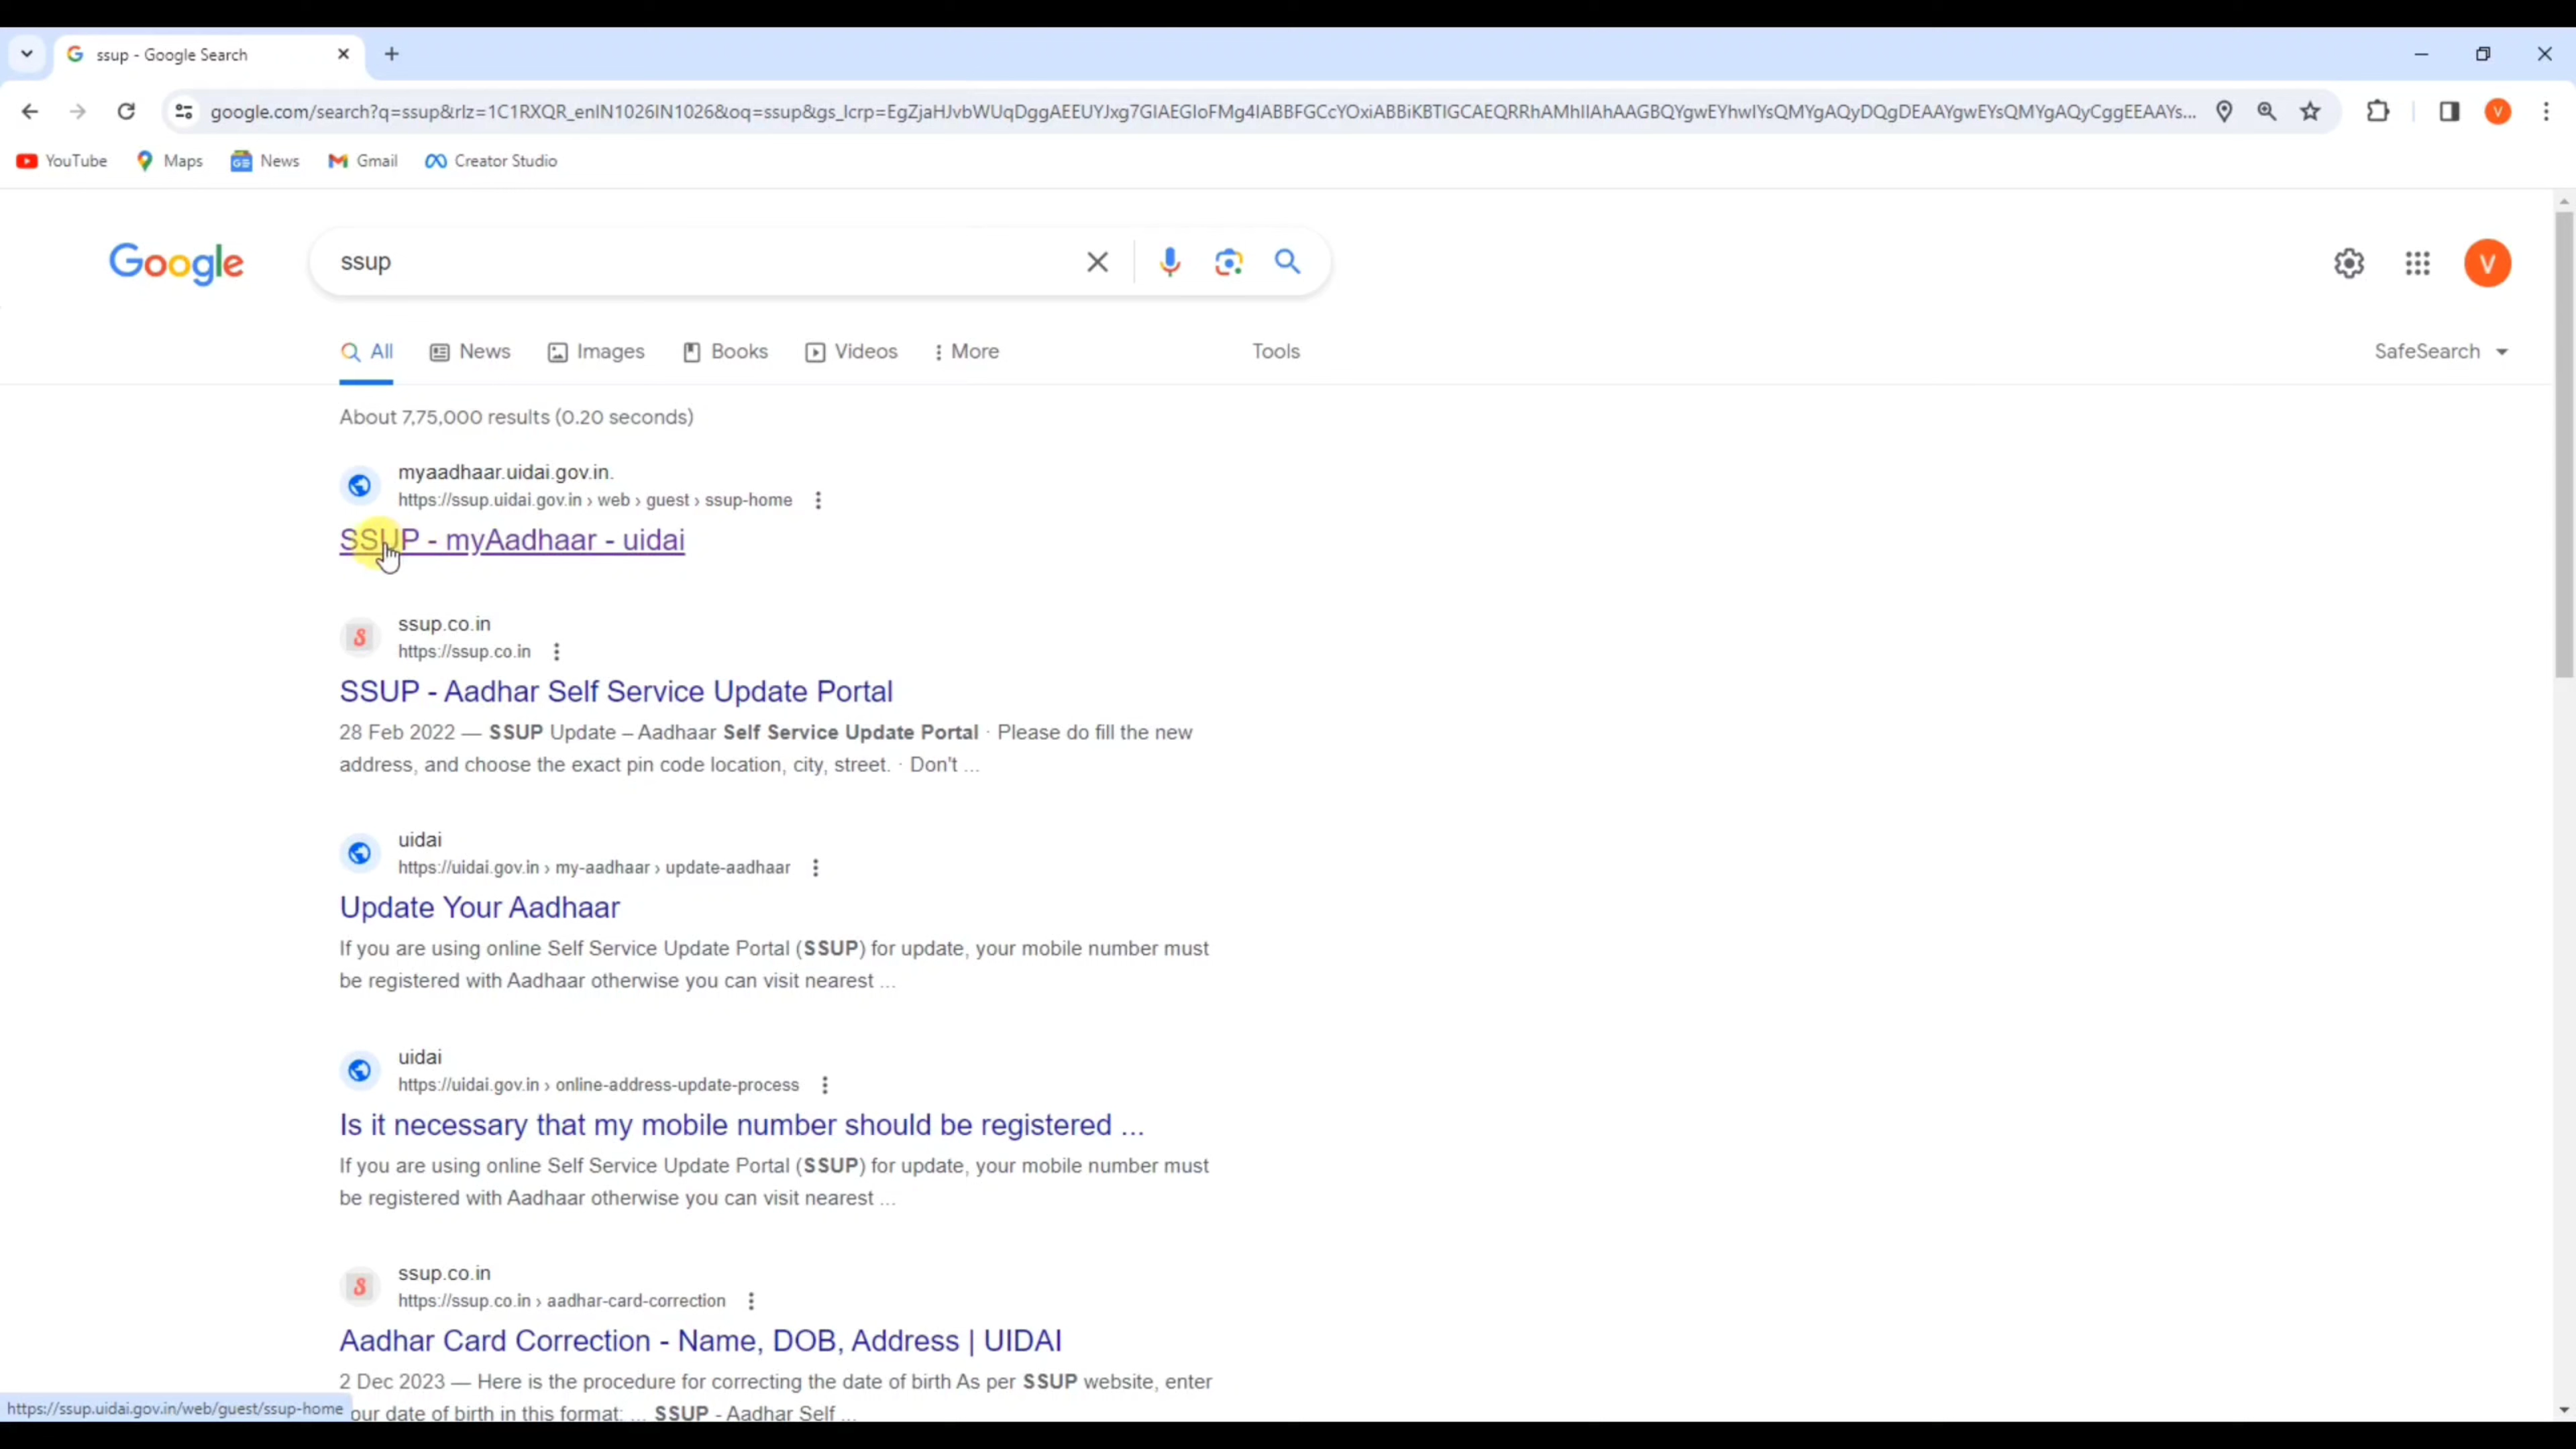 ssup - Google Search
google.com/search?q=ssup&rlz=1C1RXQR_enIN1026IN1026&oq=ssup&gs_lcrp=EgZjaHJvbWUqDggAEEUYJxg7GIAEGIoFMg4IABBFGCcYOxiABBiKBTIGCAEQRRhAMhIIAhAAGBQYgwEYhwIYsQMYgAQyDQgDEAAYgwEYsQMYgAQyCggEEAAYs...
V
YouTube
Maps
News
Gmail
Creator Studio
Google
ssup
V
All
News
Images
Books
Videos
More
Tools
SafeSearch
About 7,75,000 results (0.20 seconds)
myaadhaar.uidai.gov.in.
https://ssup.uidai.gov.in › web › guest › ssup-home
SSUP - myAadhaar - uidai
ssup.co.in
https://ssup.co.in
SSUP - Aadhar Self Service Update Portal
28 Feb 2022 — SSUP Update – Aadhaar Self Service Update Portal · Please do fill the new
address, and choose the exact pin code location, city, street. · Don't ...
uidai
https://uidai.gov.in › my-aadhaar › update-aadhaar
Update Your Aadhaar
If you are using online Self Service Update Portal (SSUP) for update, your mobile number must
be registered with Aadhaar otherwise you can visit nearest ...
uidai
https://uidai.gov.in › online-address-update-process
Is it necessary that my mobile number should be registered ...
If you are using online Self Service Update Portal (SSUP) for update, your mobile number must
be registered with Aadhaar otherwise you can visit nearest ...
ssup.co.in
https://ssup.co.in › aadhar-card-correction
Aadhar Card Correction - Name, DOB, Address | UIDAI
2 Dec 2023 — Here is the procedure for correcting the date of birth As per SSUP website, enter
our date of birth in this format: ... SSUP - Aadhar Self ...
https://ssup.uidai.gov.in/web/guest/ssup-home